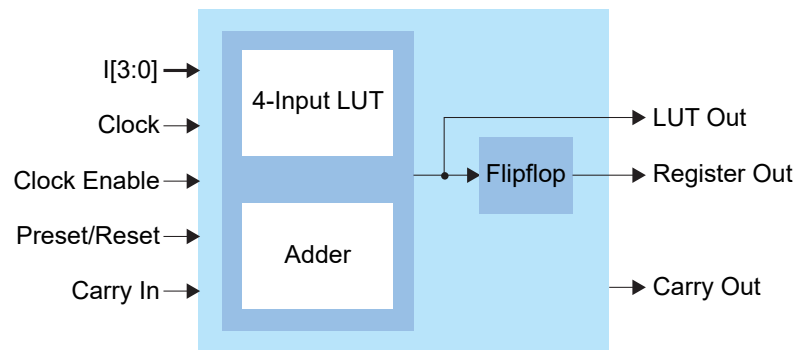 I[3:0]
Clock
Clock Enable
Preset/Reset
Carry In
4-Input LUT
Adder
Flipflop
LUT Out
Register Out
Carry Out